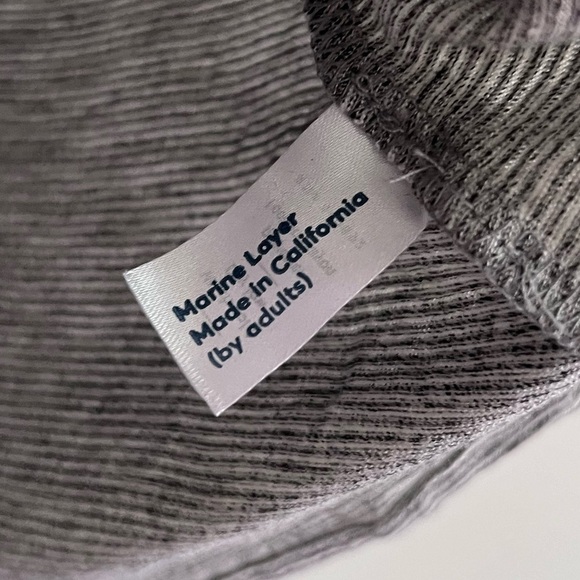 Marine Layer
Made in California
(by adults)